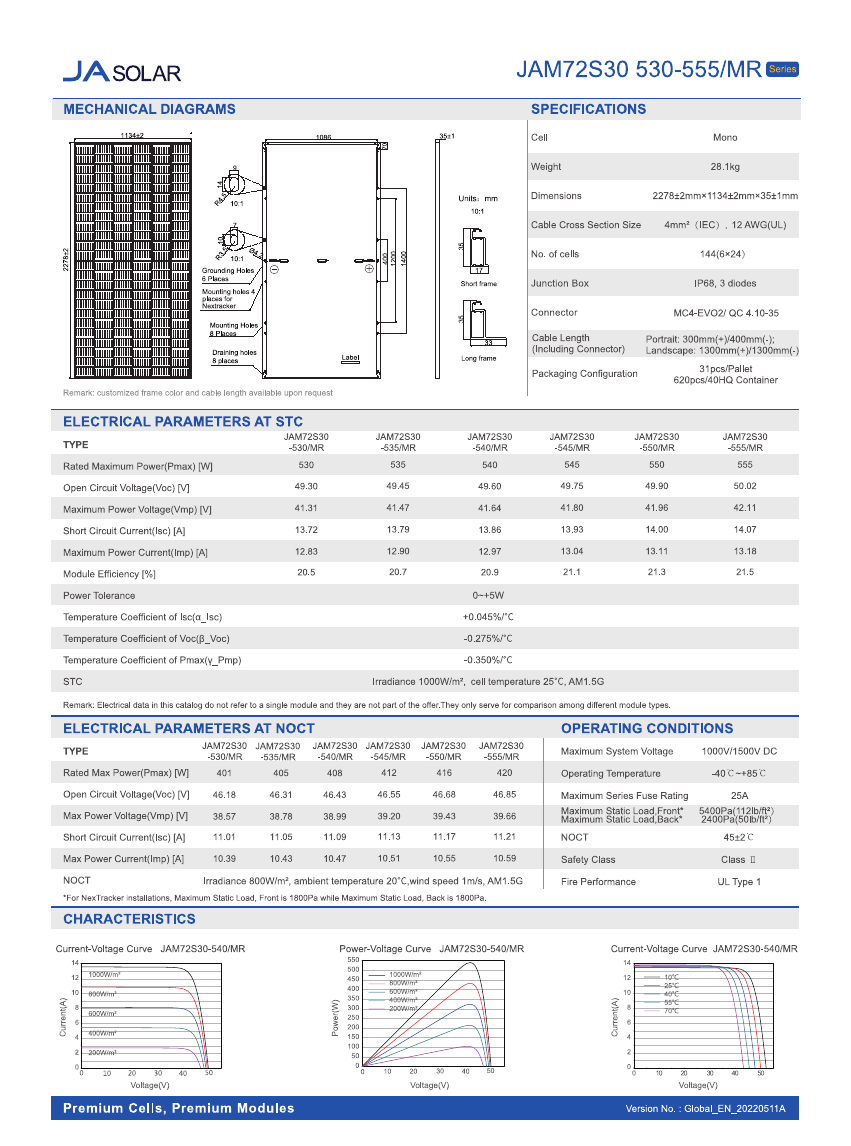 JA SOLAR
JAM72S30 530-555/MR Series
MECHANICAL DIAGRAMS
1134±2
2278±2
9
14
10:1
7
10
10:1
Grounding Holes
6 Places
Mounting holes 4
places for
Nextracker
Mounting Holes
8 Places
Draining holes
8 places
1086
400
1200
1400
Label
35±1
Units: mm
10:1
35
17
Short frame
35
33
Long frame
Remark: customized frame color and cable length available upon request
SPECIFICATIONS
Cell Mono
Weight 28.1kg
Dimensions 2278±2mm×1134±2mm×35±1mm
Cable Cross Section Size 4mm²（IEC）, 12 AWG(UL)
No. of cells 144(6×24）
Junction Box IP68, 3 diodes
Connector MC4-EVO2/ QC 4.10-35
Cable Length
(Including Connector)
Portrait: 300mm(+)/400mm(-);
Landscape: 1300mm(+)/1300mm(-)
Packaging Configuration
31pcs/Pallet
620pcs/40HQ Container
ELECTRICAL PARAMETERS AT STC
TYPE JAM72S30 -530/MR JAM72S30 -535/MR JAM72S30 -540/MR JAM72S30 -545/MR JAM72S30 -550/MR JAM72S30 -555/MR
Rated Maximum Power(Pmax) [W] 530 535 540 545 550 555
Open Circuit Voltage(Voc) [V] 49.30 49.45 49.60 49.75 49.90 50.02
Maximum Power Voltage(Vmp) [V] 41.31 41.47 41.64 41.80 41.96 42.11
Short Circuit Current(Isc) [A] 13.72 13.79 13.86 13.93 14.00 14.07
Maximum Power Current(Imp) [A] 12.83 12.90 12.97 13.04 13.11 13.18
Module Efficiency [%] 20.5 20.7 20.9 21.1 21.3 21.5
Power Tolerance 0~+5W
Temperature Coefficient of Isc(α_Isc) +0.045%/°C
Temperature Coefficient of Voc(β_Voc) -0.275%/°C
Temperature Coefficient of Pmax(γ_Pmp) -0.350%/°C
STC Irradiance 1000W/m², cell temperature 25°C, AM1.5G
Remark: Electrical data in this catalog do not refer to a single module and they are not part of the offer.They only serve for comparison among different module types.
ELECTRICAL PARAMETERS AT NOCT
TYPE JAM72S30 -530/MR JAM72S30 -535/MR JAM72S30 -540/MR JAM72S30 -545/MR JAM72S30 -550/MR JAM72S30 -555/MR
Rated Max Power(Pmax) [W] 401 405 408 412 416 420
Open Circuit Voltage(Voc) [V] 46.18 46.31 46.43 46.55 46.68 46.85
Max Power Voltage(Vmp) [V] 38.57 38.78 38.99 39.20 39.43 39.66
Short Circuit Current(Isc) [A] 11.01 11.05 11.09 11.13 11.17 11.21
Max Power Current(Imp) [A] 10.39 10.43 10.47 10.51 10.55 10.59
NOCT Irradiance 800W/m², ambient temperature 20°C,wind speed 1m/s, AM1.5G
*For NexTracker installations, Maximum Static Load, Front is 1800Pa while Maximum Static Load, Back is 1800Pa.
OPERATING CONDITIONS
Maximum System Voltage 1000V/1500V DC
Operating Temperature -40℃~+85℃
Maximum Series Fuse Rating 25A
Maximum Static Load,Front* 5400Pa(112lb/ft²)
Maximum Static Load,Back* 2400Pa(50lb/ft²)
NOCT 45±2℃
Safety Class Class
Fire Performance UL Type 1
CHARACTERISTICS
Current-Voltage Curve JAM72S30-540/MR
Current(A)
14
12
10
8
6
4
2
0
1000W/m²
800W/m²
600W/m²
400W/m²
200W/m²
0 10 20 30 40 50
Voltage(V)
Power-Voltage Curve JAM72S30-540/MR
Power(W)
550
500
450
400
350
300
250
200
150
100
50
0
1000W/m²
800W/m²
600W/m²
400W/m²
200W/m²
0 10 20 30 40 50
Voltage(V)
Current-Voltage Curve JAM72S30-540/MR
Current(A)
14
12
10
8
6
4
2
0
10℃
25℃
40℃
55℃
70℃
0 10 20 30 40 50
Voltage(V)
Premium Cells, Premium Modules
Version No. : Global_EN_20220511A